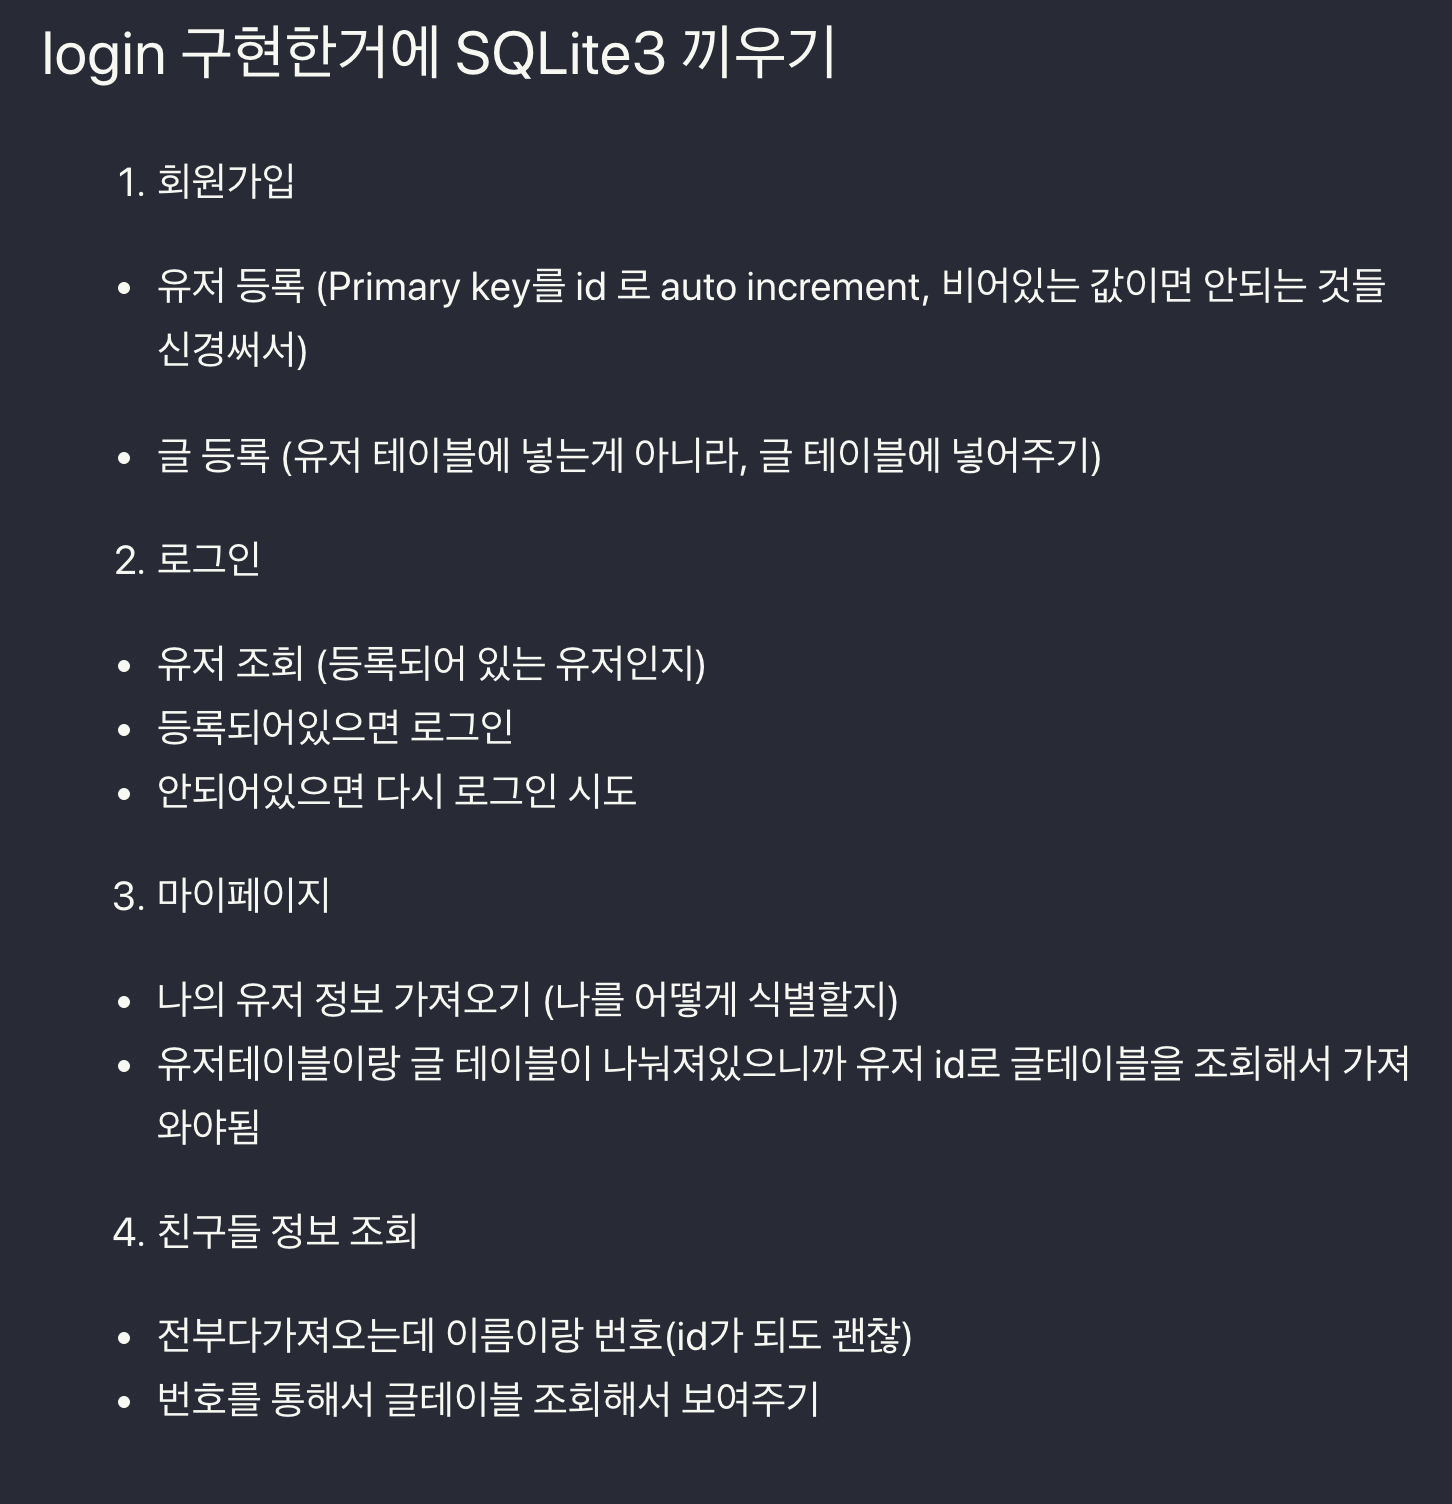 login 구현한거에 SQLite3 끼우기
1. 회원가입
• 유저 등록 (Primary key를 id 로 auto increment, 비어있는 값이면 안되는 것들
신경써서)
• 글 등록 (유저 테이블에 넣는게 아니라, 글 테이블에 넣어주기)
2. 로그인
• 유저 조회 (등록되어 있는 유저인지)
• 등록되어있으면 로그인
• 안되어있으면 다시 로그인 시도
3. 마이페이지
• 나의 유저 정보 가져오기 (나를 어떻게 식별할지)
• 유저테이블이랑 글 테이블이 나눠져있으니까 유저 id로 글테이블을 조회해서 가져
와야됨
4. 친구들 정보 조회
• 전부다가져오는데 이름이랑 번호(id가 되도 괜찮)
• 번호를 통해서 글테이블 조회해서 보여주기